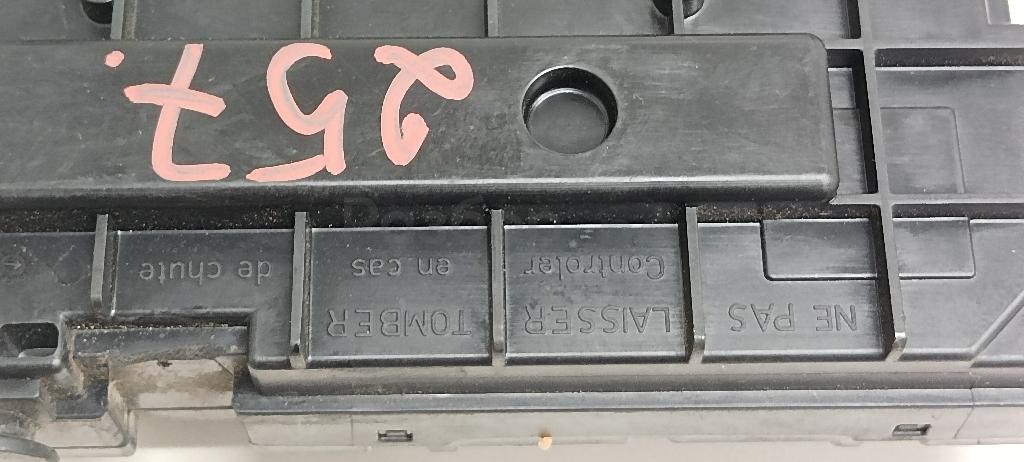 NE PAS LAISSER TOMBER
Controler en cas de chute
257.